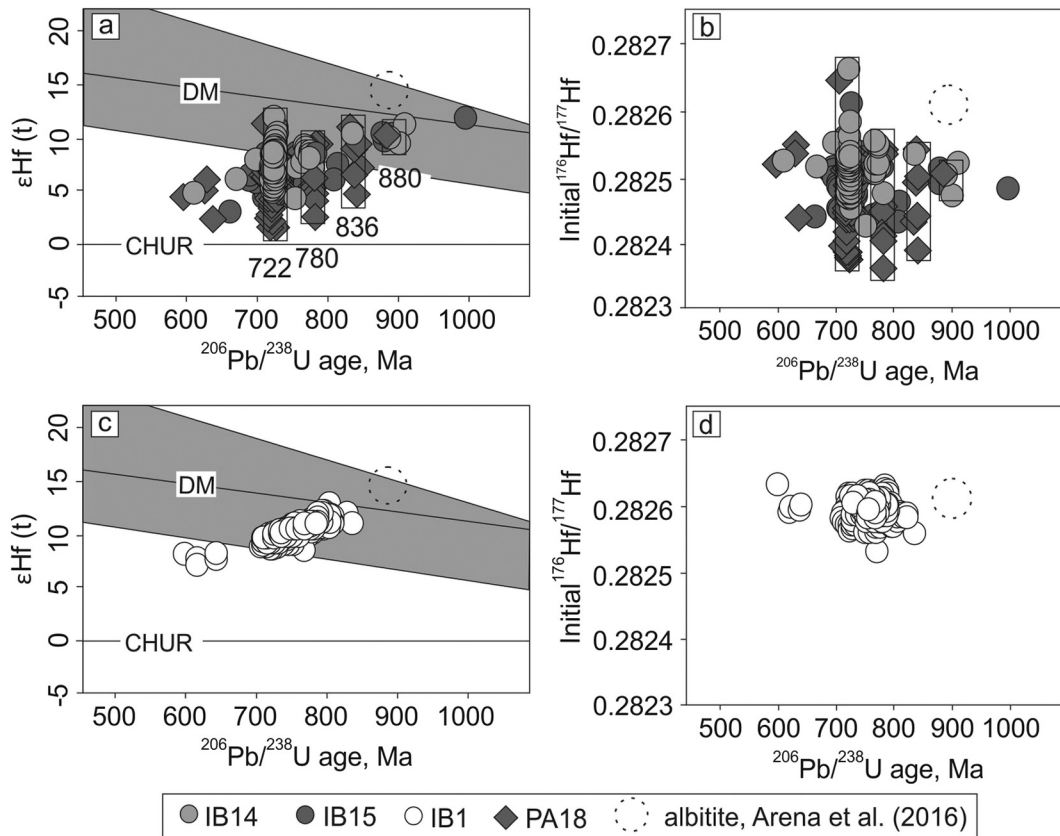 a
20
15
10
5
0
-5
εHf (t)
DM
CHUR
722
780
836
880
500 600 700 800 900 1000
²⁰⁶Pb/²³⁸U age, Ma
b
0.2827
0.2826
0.2825
0.2824
0.2823
Initial¹⁷⁶Hf/¹⁷⁷Hf
500 600 700 800 900 1000
²⁰⁶Pb/²³⁸U age, Ma
c
20
15
10
5
0
-5
εHf (t)
DM
CHUR
500 600 700 800 900 1000
²⁰⁶Pb/²³⁸U age, Ma
d
0.2827
0.2826
0.2825
0.2824
0.2823
Initial¹⁷⁶Hf/¹⁷⁷Hf
500 600 700 800 900 1000
²⁰⁶Pb/²³⁸U age, Ma
IB14 IB15 IB1 PA18 albitite, Arena et al. (2016)